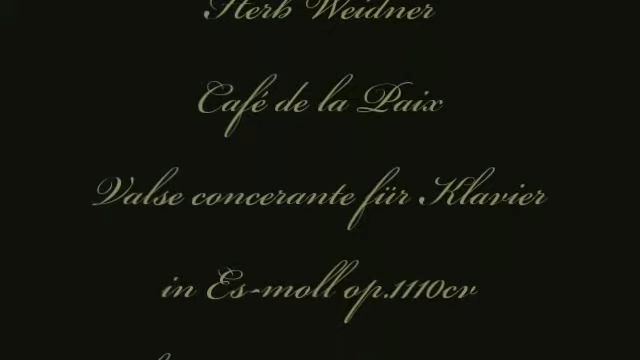 Herb Weidner
Café de la Paix
Valse concerante für Klavier
in Es-moll op.1110cv